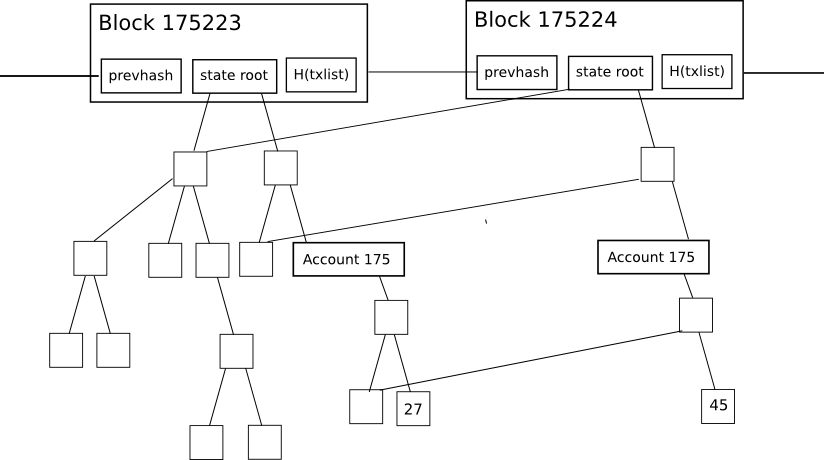 Block 175223
prevhash
state root
H(txlist)
Block 175224
prevhash
state root
H(txlist)
Account 175
Account 175
27
45